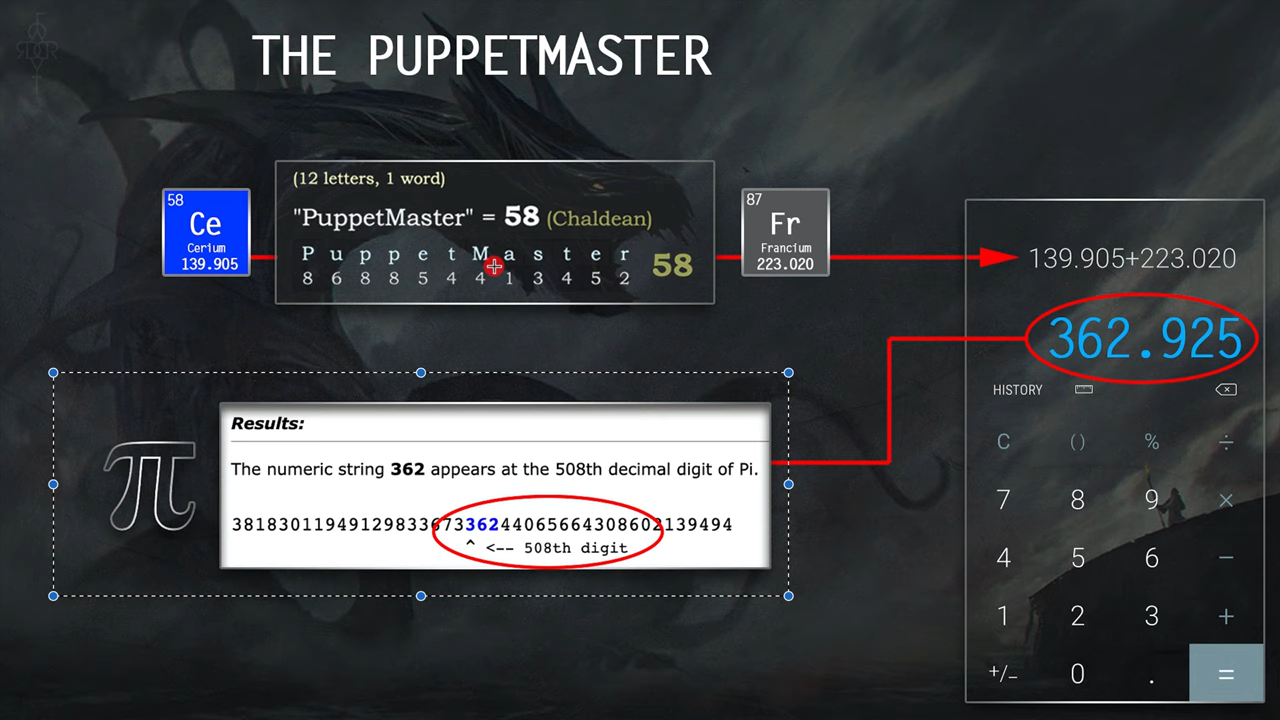 THE PUPPETMASTER
(12 letters, 1 word)
58
Ce
Cerium
139.905
"PuppetMaster" = 58 (Chaldean)
P u p p e t M a s t e r
8 6 8 8 5 4 4 1 3 4 5 2
58
87
Fr
Francium
223.020
139.905+223.020
362.925
HISTORY
C ( ) % ÷
7 8 9 ×
4 5 6 −
1 2 3 +
+/− 0 . =
π
Results:
The numeric string 362 appears at the 508th decimal digit of Pi.
3818301194912983367336244065664308602139494
^ <-- 508th digit